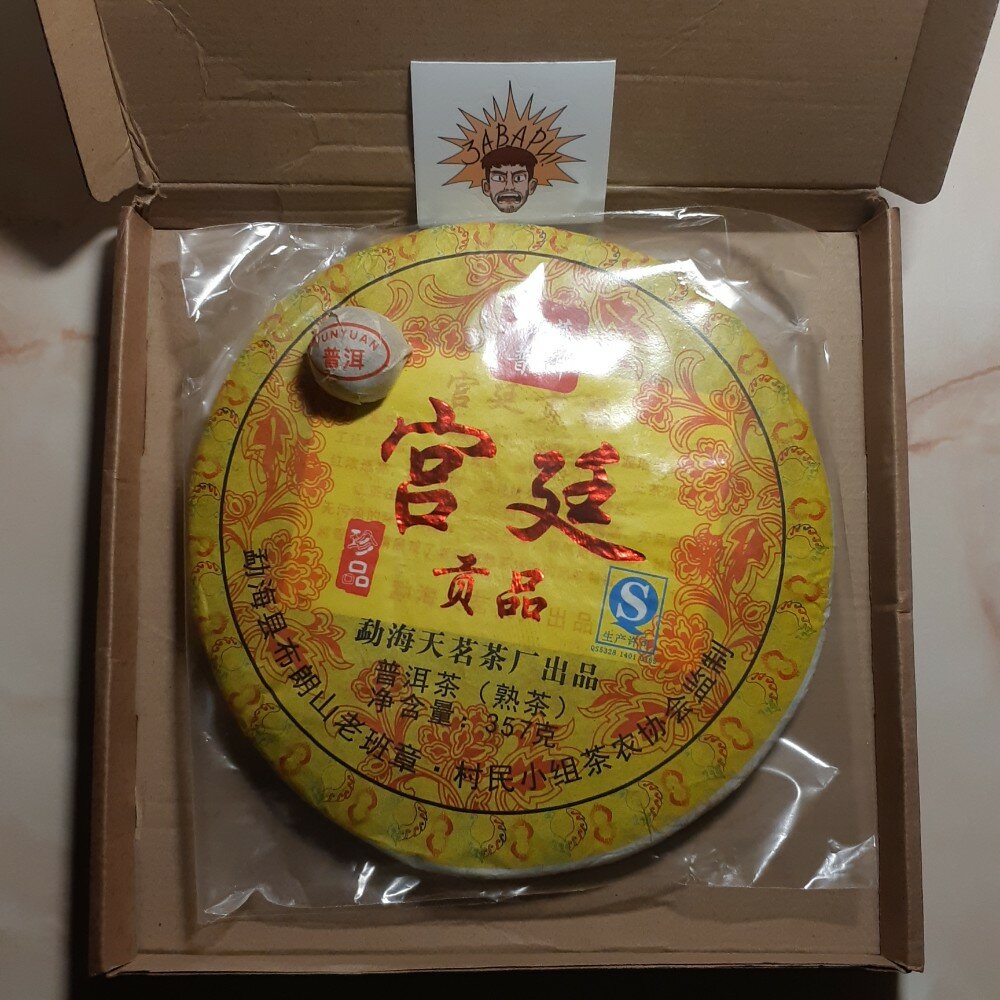 ЗАВАРИ!
普洱
宫廷
贡品
珍品
S
生产许可
勐海天茗茶厂出品
普洱茶（熟茶）
净含量：357克
勐海县布朗山老班章·村民小组茶农协会监制